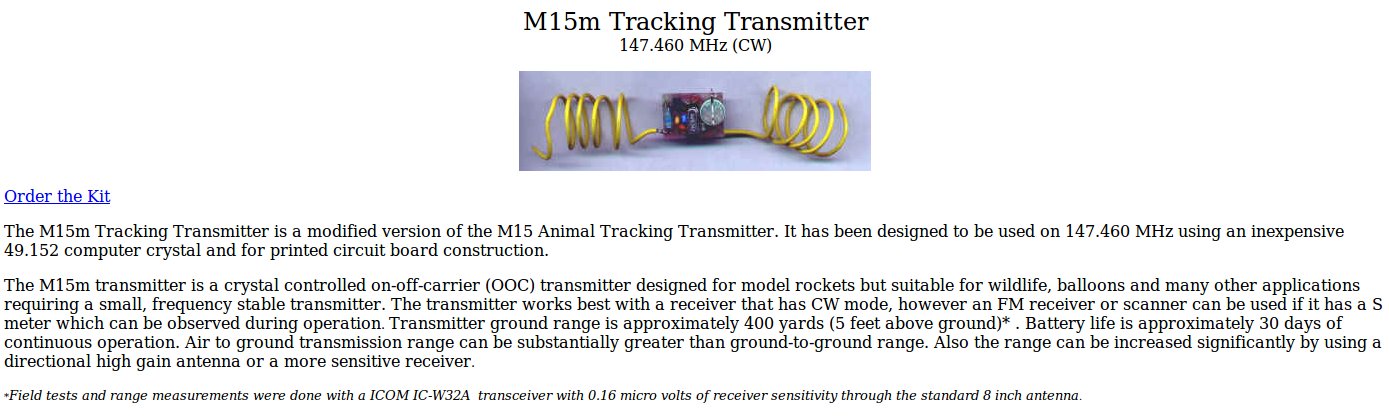 M15m Tracking Transmitter
147.460 MHz (CW)
Order the Kit
The M15m Tracking Transmitter is a modified version of the M15 Animal Tracking Transmitter. It has been designed to be used on 147.460 MHz using an inexpensive
49.152 computer crystal and for printed circuit board construction.
The M15m transmitter is a crystal controlled on-off-carrier (OOC) transmitter designed for model rockets but suitable for wildlife, balloons and many other applications
requiring a small, frequency stable transmitter. The transmitter works best with a receiver that has CW mode, however an FM receiver or scanner can be used if it has a S
meter which can be observed during operation. Transmitter ground range is approximately 400 yards (5 feet above ground)* . Battery life is approximately 30 days of
continuous operation. Air to ground transmission range can be substantially greater than ground-to-ground range. Also the range can be increased significantly by using a
directional high gain antenna or a more sensitive receiver.
*Field tests and range measurements were done with a ICOM IC-W32A  transceiver with 0.16 micro volts of receiver sensitivity through the standard 8 inch antenna.